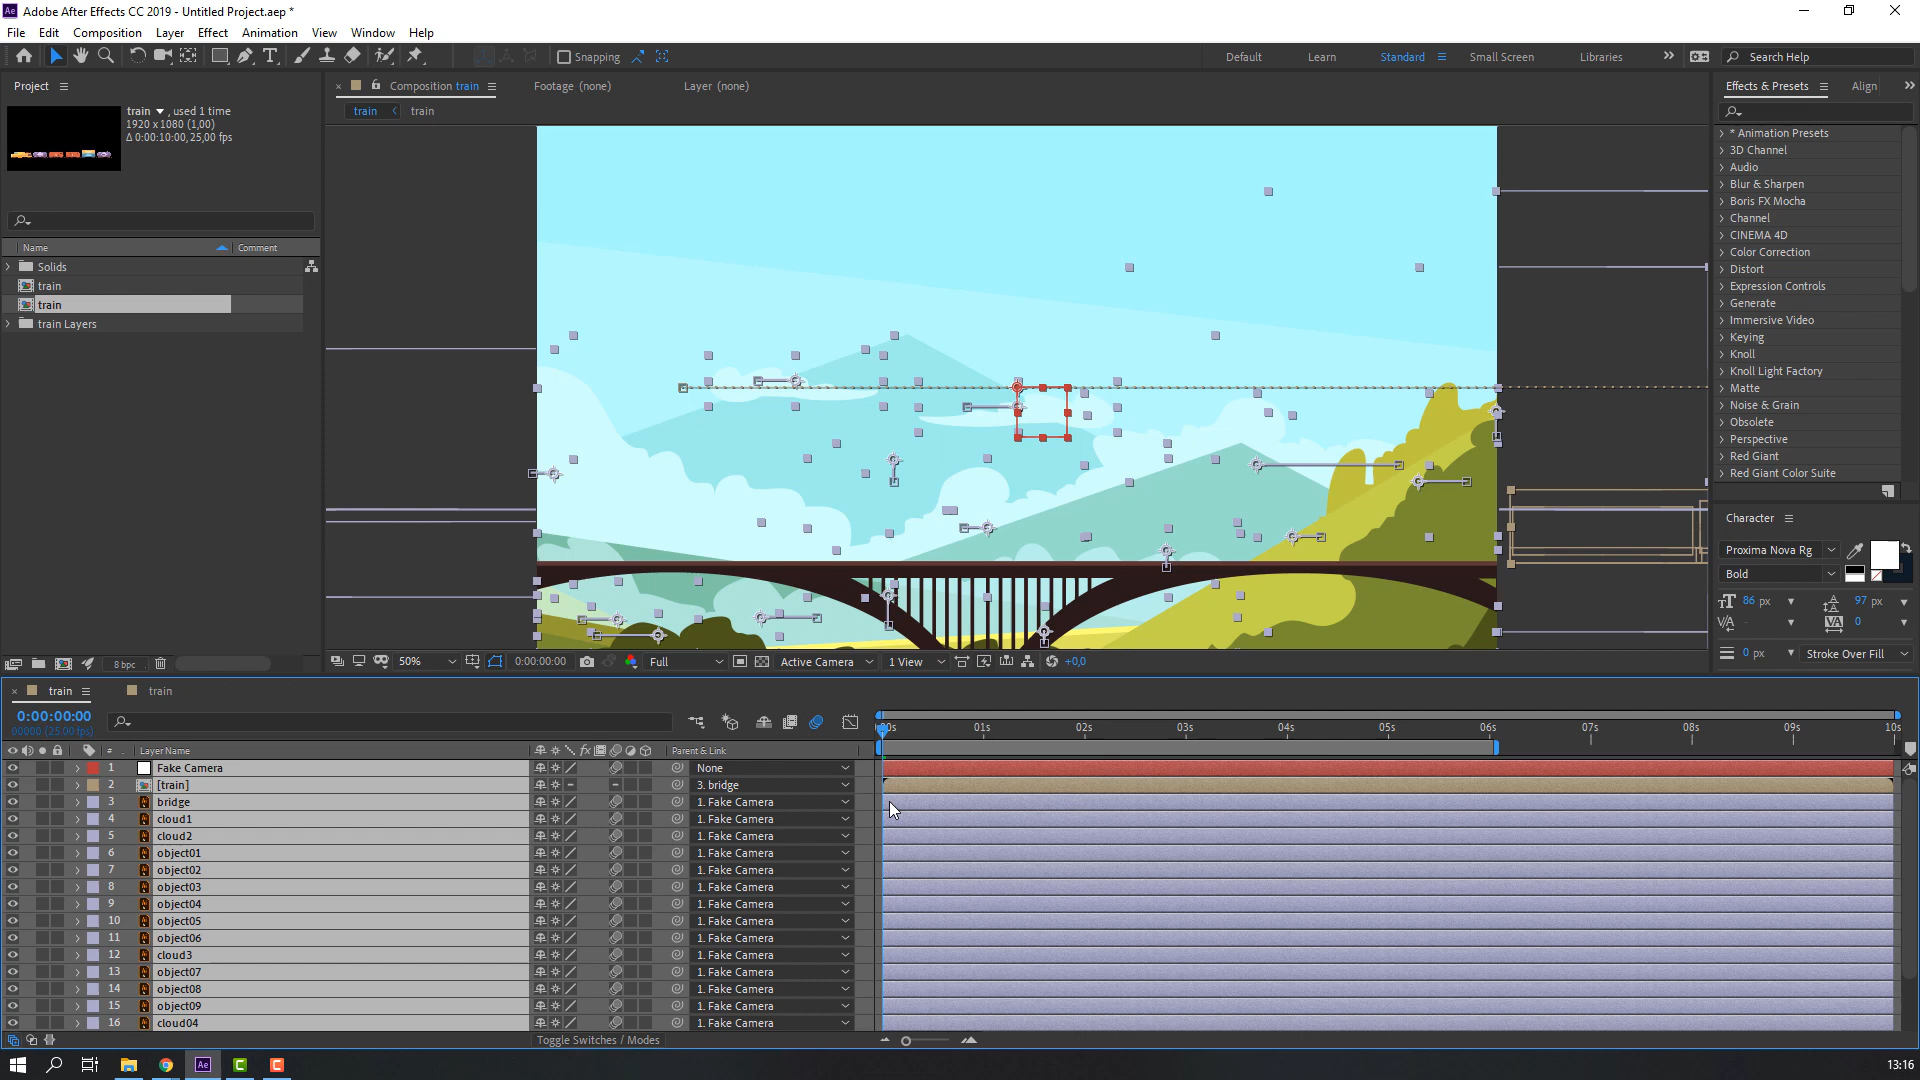 Ae Adobe After Effects CC 2019 - Untitled Project.aep *
File Edit Composition Layer Effect Animation View Window Help
Snapping
Default Learn Standard Small Screen Libraries
Search Help
Project
train , used 1 time
1920 x 1080 (1,00)
Δ 0:00:10:00, 25,00 fps
Name Comment
Solids
train
train
train Layers
8 bpc
Composition train
Footage (none)
Layer (none)
train train
50%
0:00:00:00
Full
Active Camera
1 View
+0,0
Effects & Presets
Align
* Animation Presets
3D Channel
Audio
Blur & Sharpen
Boris FX Mocha
Channel
CINEMA 4D
Color Correction
Distort
Expression Controls
Generate
Immersive Video
Keying
Knoll
Knoll Light Factory
Matte
Noise & Grain
Obsolete
Perspective
Red Giant
Red Giant Color Suite
Character
Proxima Nova Rg
Bold
86 px 97 px
0
0 px Stroke Over Fill
train train
0:00:00:00
00000 (25.00 fps)
# Layer Name Parent & Link
01s 02s 03s 04s 05s 06s 07s 08s 09s 10s
1 Fake Camera None
2 [train] 3. bridge
3 bridge 1. Fake Camera
4 cloud1 1. Fake Camera
5 cloud2 1. Fake Camera
6 object01 1. Fake Camera
7 object02 1. Fake Camera
8 object03 1. Fake Camera
9 object04 1. Fake Camera
10 object05 1. Fake Camera
11 object06 1. Fake Camera
12 cloud3 1. Fake Camera
13 object07 1. Fake Camera
14 object08 1. Fake Camera
15 object09 1. Fake Camera
16 cloud04 1. Fake Camera
Toggle Switches / Modes
Ae
13:16